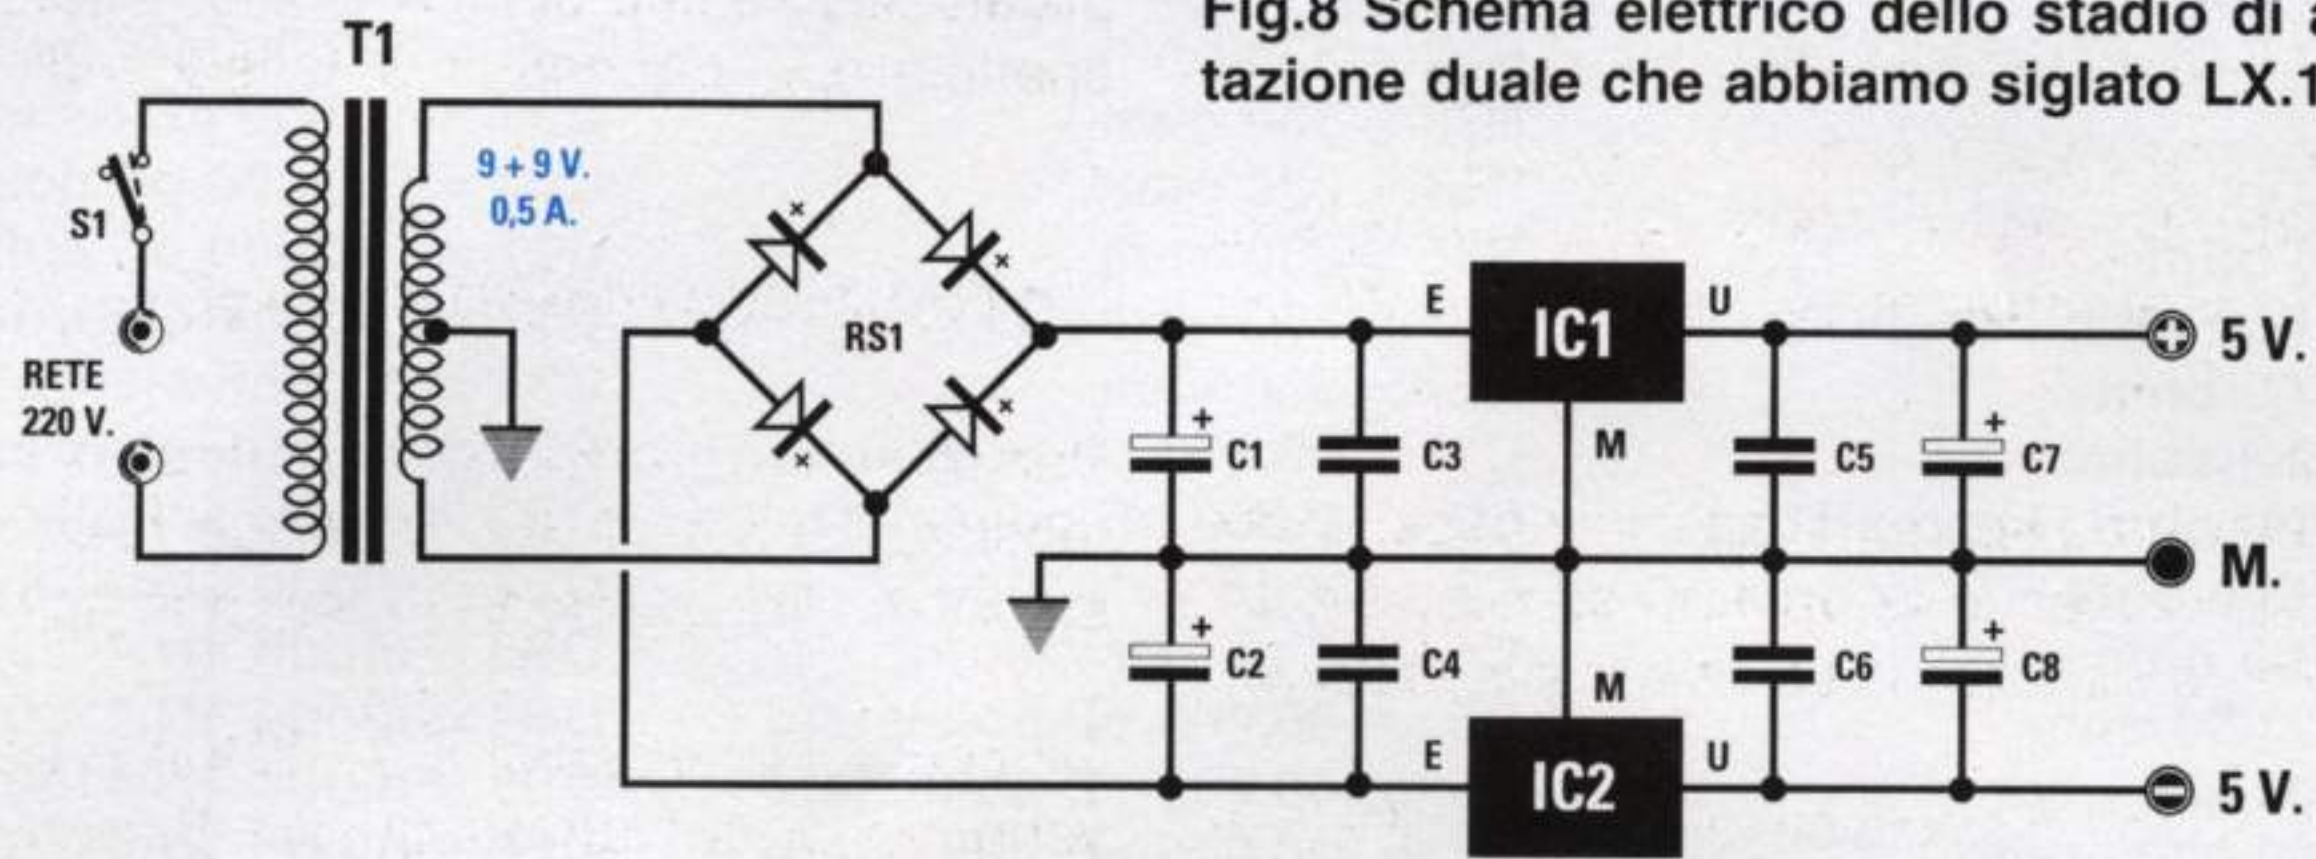 Fig.8 Schema elettrico dello stadio di
tazione duale che abbiamo siglato LX.1
T1
9 + 9 V.
0,5 A.
S1
RETE
220 V.
RS1
E
IC1
U
5 V.
+
C1
C3
M
C5
+
C7
M.
+
C2
C4
M
C6
+
C8
E
IC2
U
5 V.